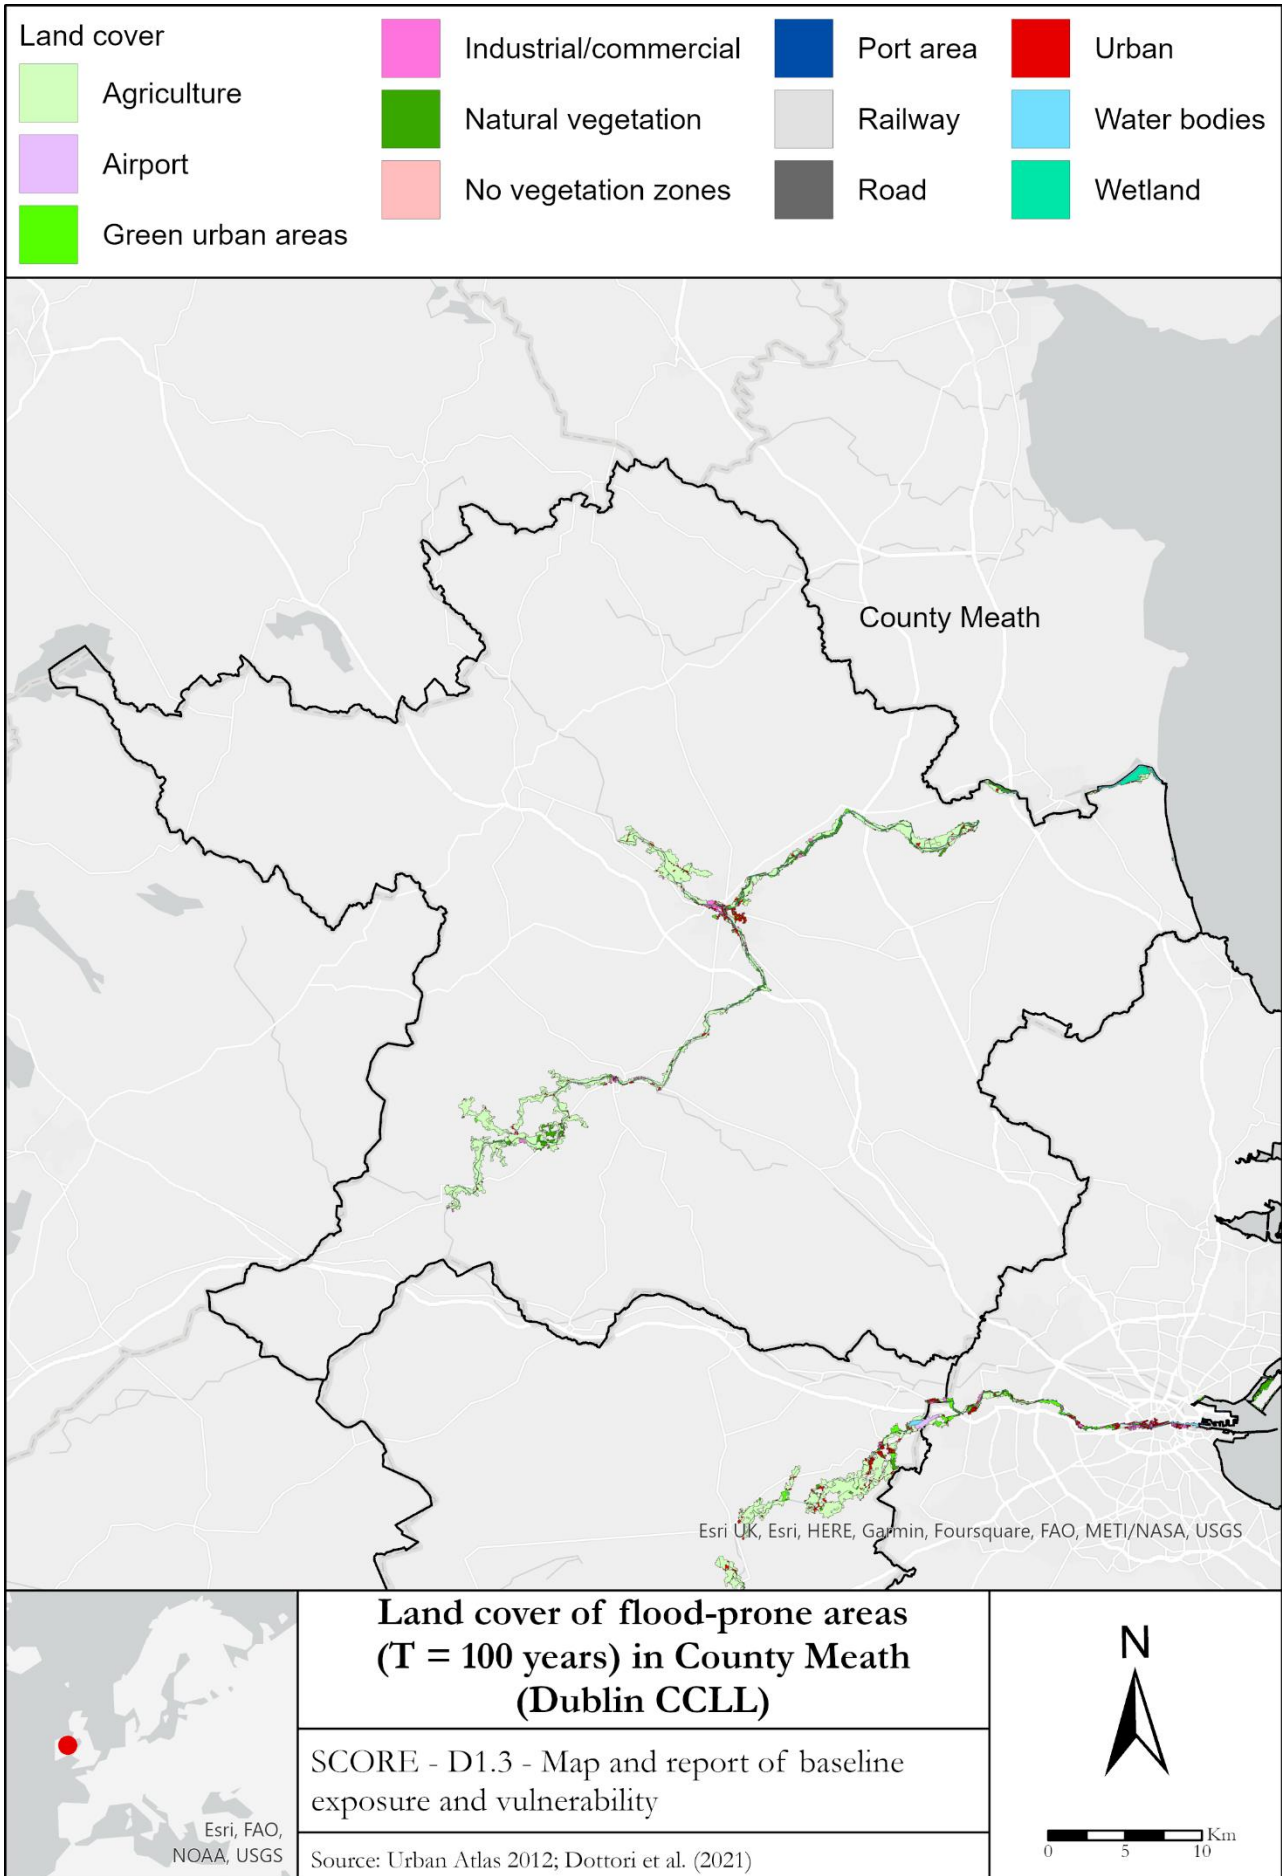 Land cover
Agriculture
Airport
Green urban areas
Industrial/commercial
Natural vegetation
No vegetation zones
Port area
Railway
Road
Urban
Water bodies
Wetland
County Meath
Esri UK, Esri, HERE, Garmin, Foursquare, FAO, METI/NASA, USGS
Esri, FAO,
NOAA, USGS
Land cover of flood-prone areas
(T = 100 years) in County Meath
(Dublin CCLL)
SCORE - D1.3 - Map and report of baseline
exposure and vulnerability
Source: Urban Atlas 2012; Dottori et al. (2021)
N
Km
0 5 10